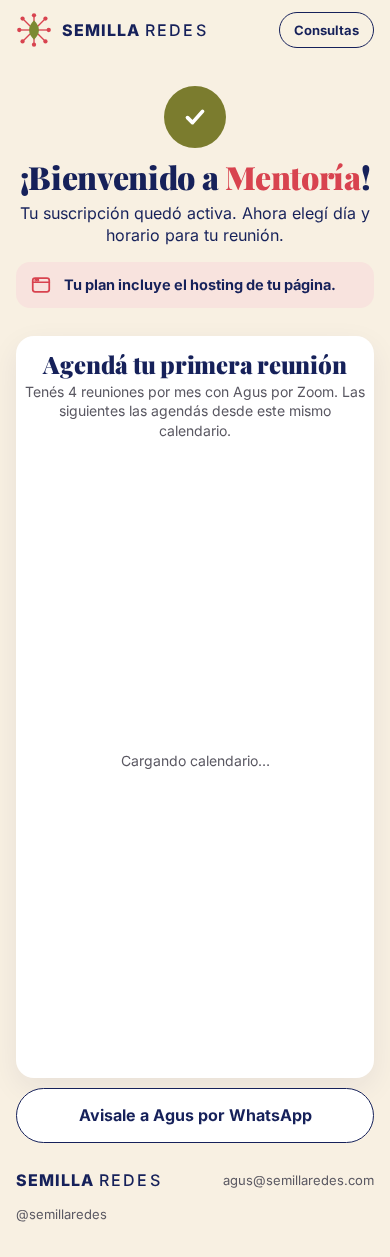 SEMILLA REDES
Consultas
¡Bienvenido a Mentoría!
Tu suscripción quedó activa. Ahora elegí día y
horario para tu reunión.
Tu plan incluye el hosting de tu página.
Agendá tu primera reunión
Tenés 4 reuniones por mes con Agus por Zoom. Las
siguientes las agendás desde este mismo
calendario.
Cargando calendario...
Avisale a Agus por WhatsApp
SEMILLA REDES
agus@semillaredes.com
@semillaredes